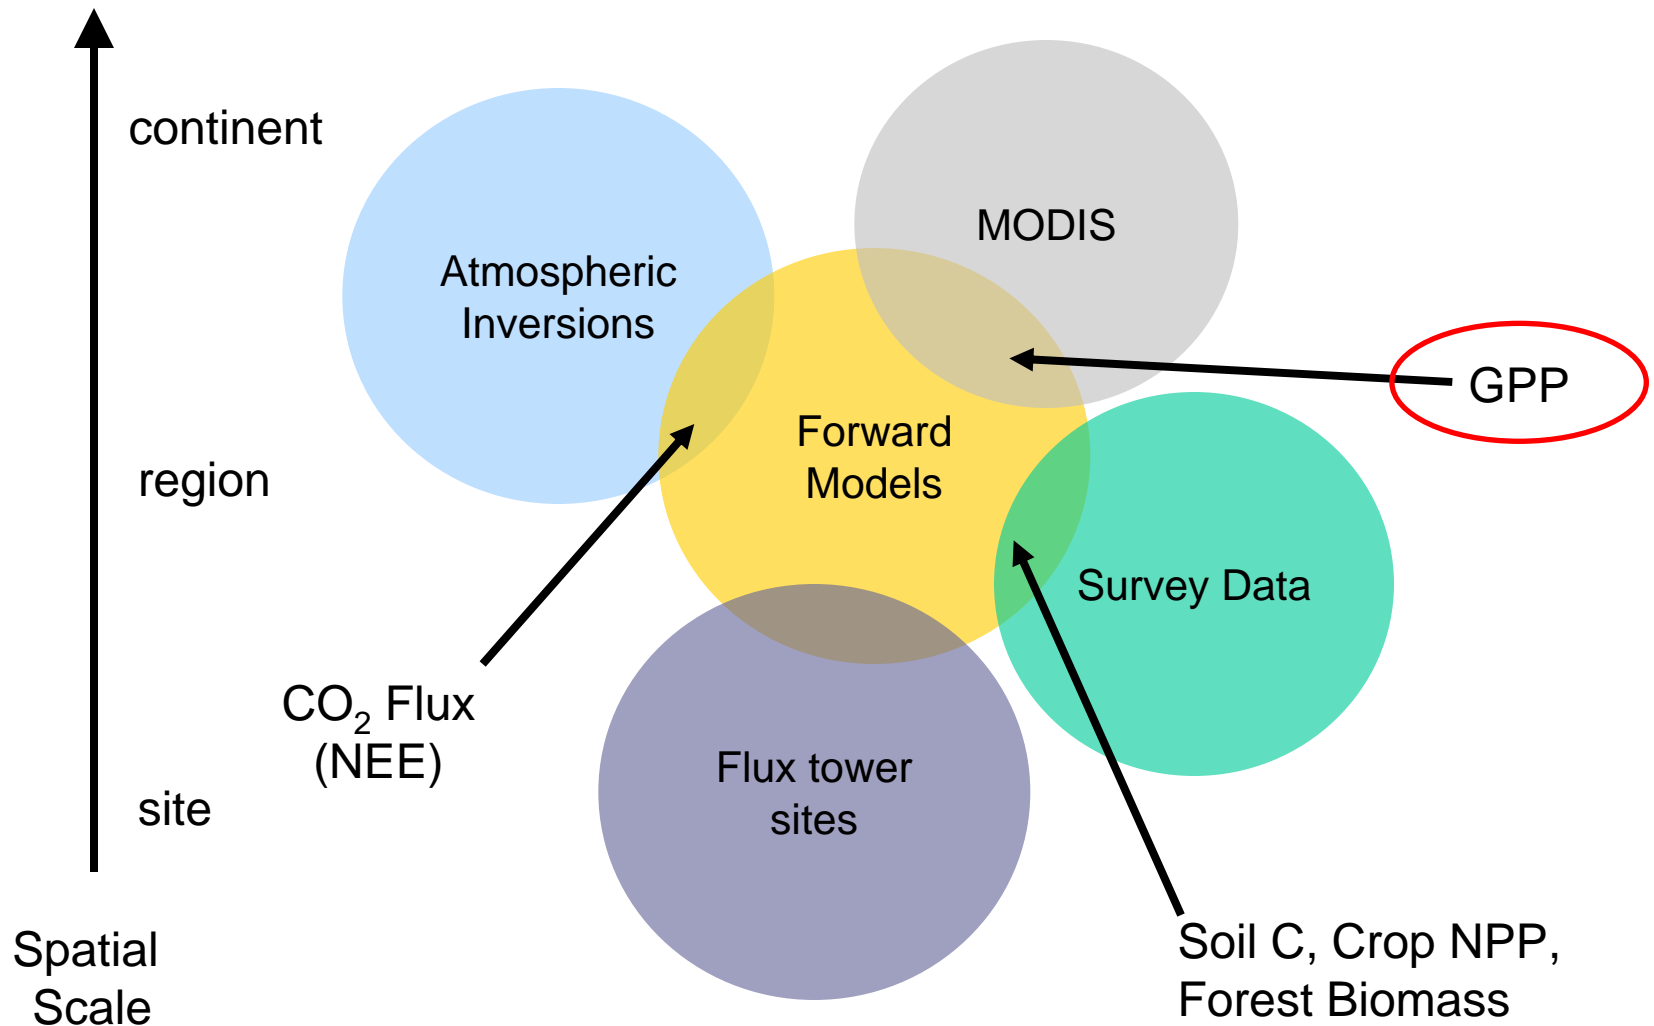 continent
MODIS
Atmospheric
Inversions
GPP
Forward
Models
region
Survey Data
CO₂ Flux
(NEE)
Flux tower
sites
site
Soil C, Crop NPP,
Forest Biomass
Spatial
Scale